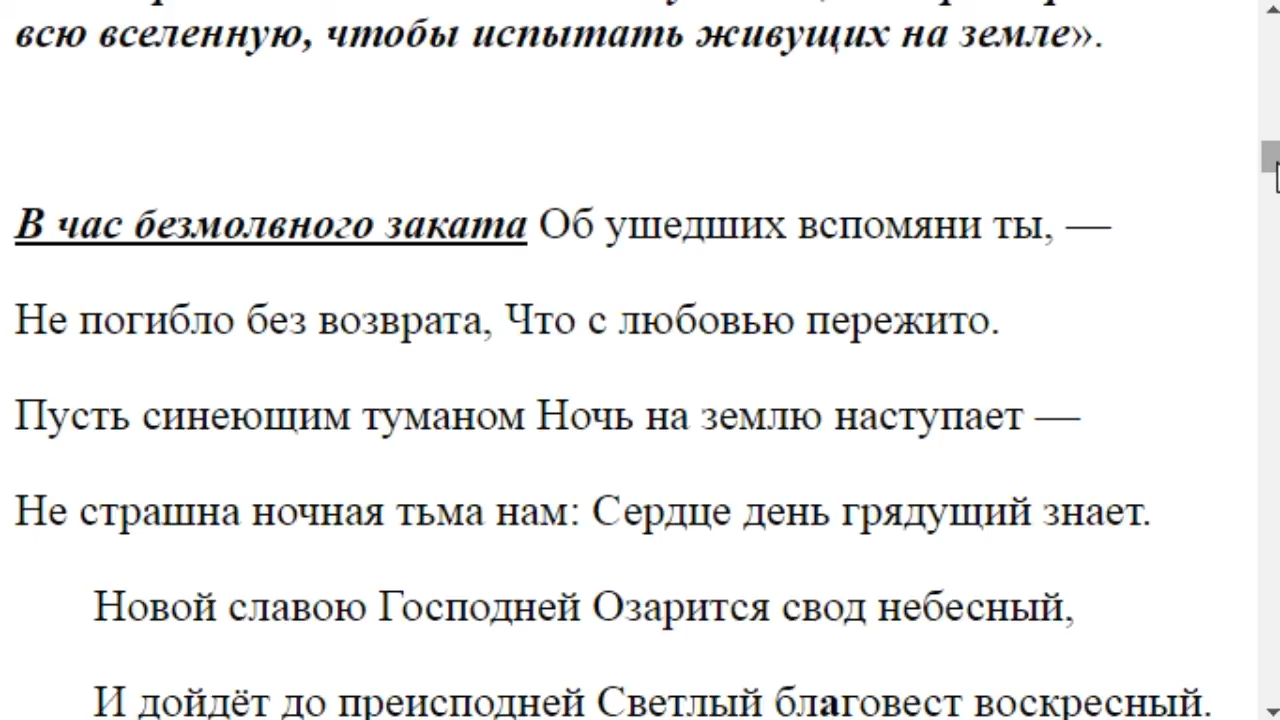 всю вселенную, чтобы испытать живущих на земле».
В час безмолвного заката Об ушедших вспомяни ты, —
Не погибло без возврата, Что с любовью пережито.
Пусть синеющим туманом Ночь на землю наступает —
Не страшна ночная тьма нам: Сердце день грядущий знает.
Новой славою Господней Озарится свод небесный,
И дойдёт до преисподней Светлый благовест воскресный.